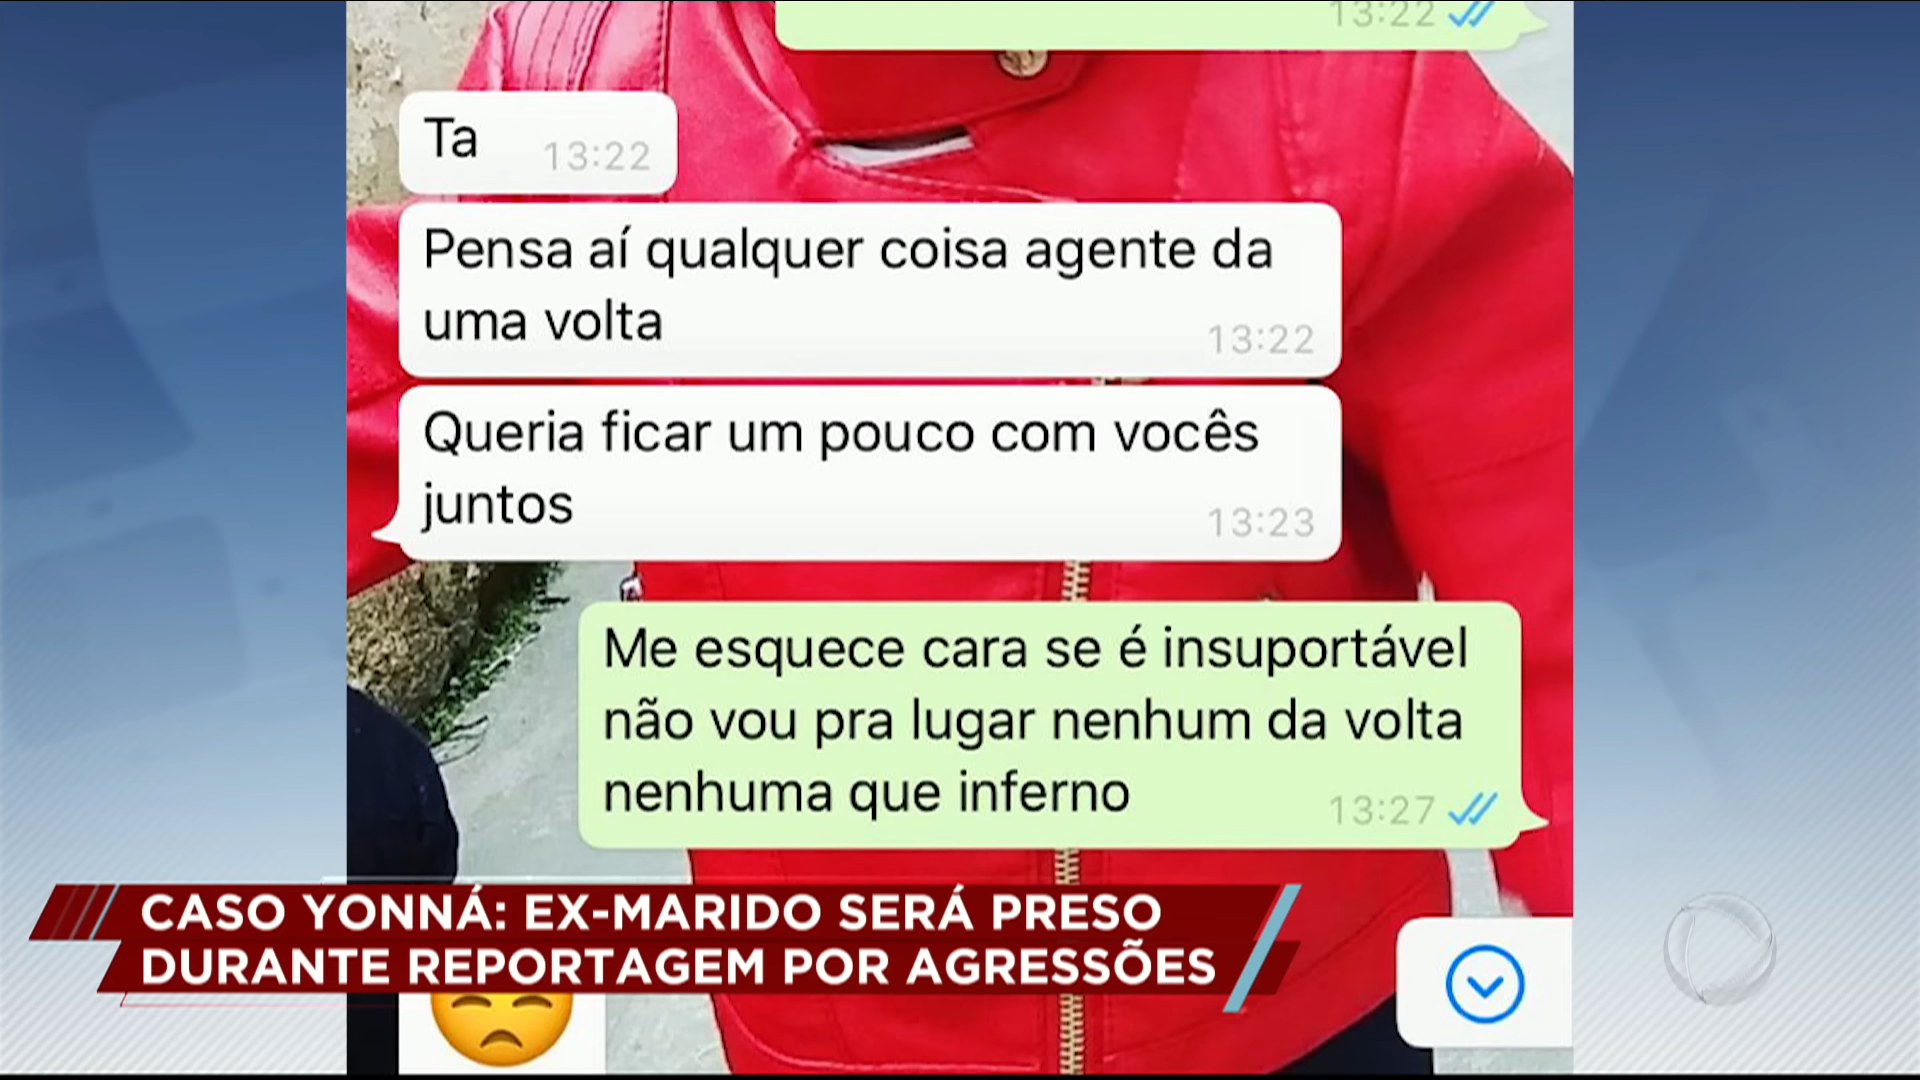 13:22
Ta
13:22
Pensa aí qualquer coisa agente da
uma volta
13:22
Queria ficar um pouco com vocês
juntos
13:23
Me esquece cara se é insuportável
não vou pra lugar nenhum da volta
nenhuma que inferno
13:27
CASO YONNÁ: EX-MARIDO SERÁ PRESO
DURANTE REPORTAGEM POR AGRESSÕES